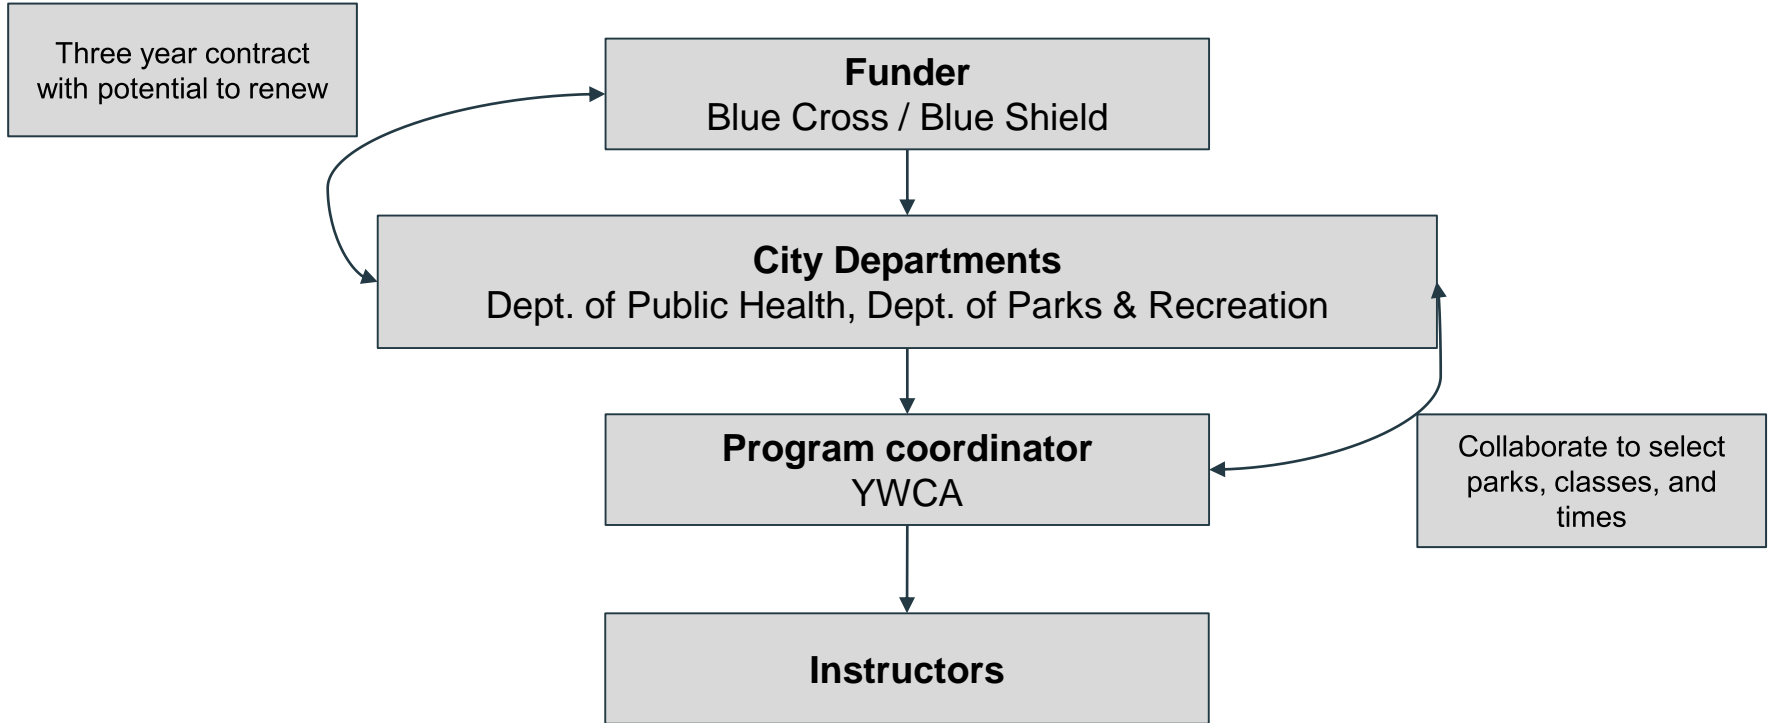 Three year contract
with potential to renew
Funder
Blue Cross / Blue Shield
City Departments
Dept. of Public Health, Dept. of Parks & Recreation
Program coordinator
YWCA
Collaborate to select
parks, classes, and
times
Instructors